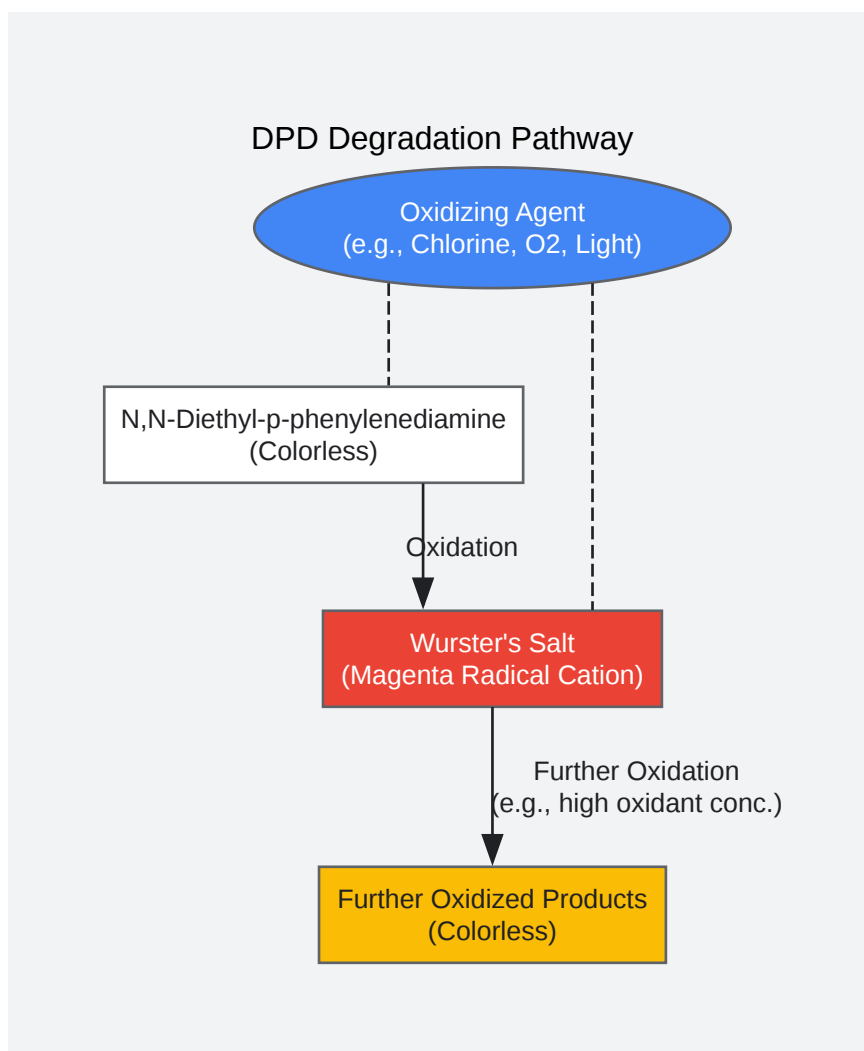 DPD Degradation Pathway
Oxidizing Agent
(e.g., Chlorine, O2, Light)
N,N-Diethyl-p-phenylenediamine
(Colorless)
Oxidation
Wurster's Salt
(Magenta Radical Cation)
Further Oxidation
(e.g., high oxidant conc.)
Further Oxidized Products
(Colorless)